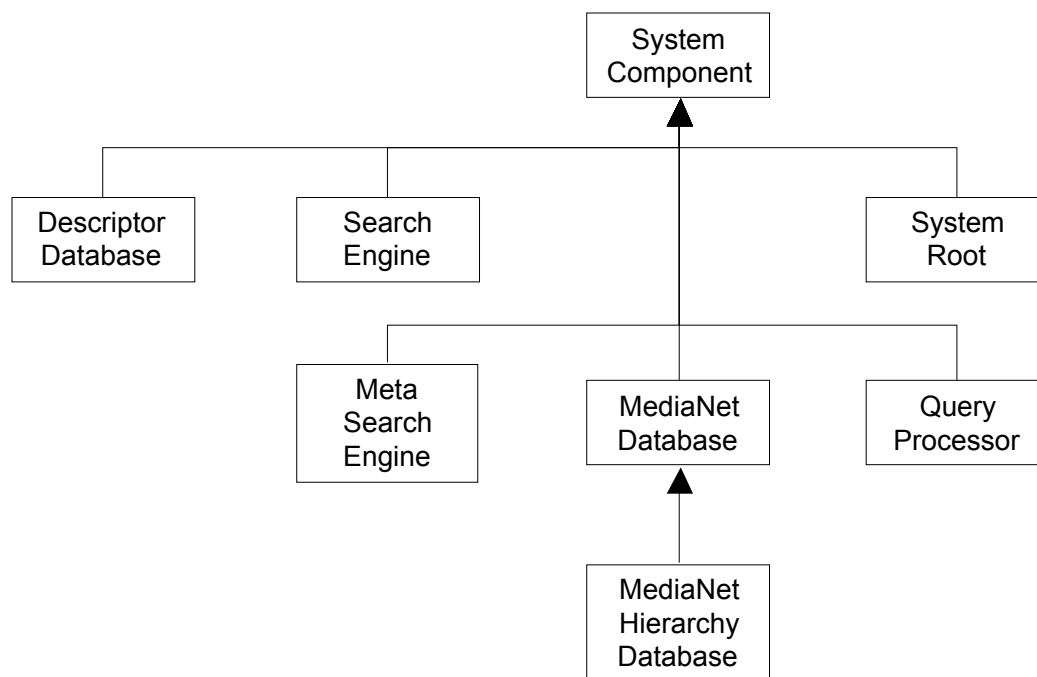 System
Component
Descriptor
Database
Search
Engine
System
Root
Meta
Search
Engine
MediaNet
Database
Query
Processor
MediaNet
Hierarchy
Database